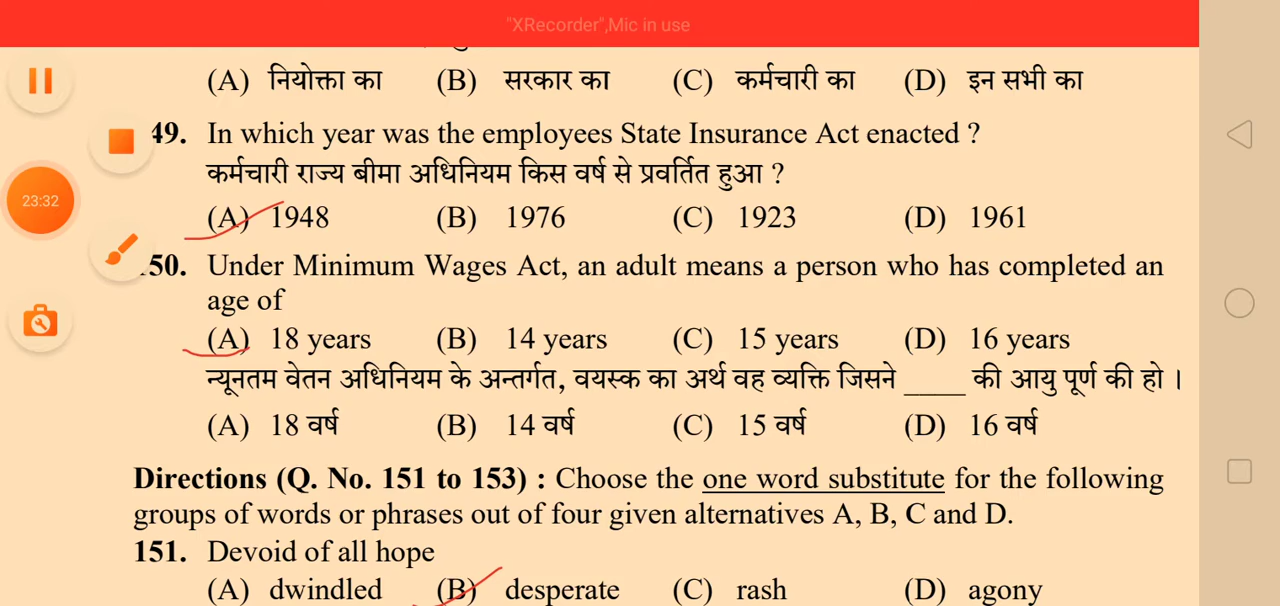 "XRecorder",Mic in use
(A) नियोक्ता का (B) सरकार का (C) कर्मचारी का (D) इन सभी का
49. In which year was the employees State Insurance Act enacted ?
कर्मचारी राज्य बीमा अधिनियम किस वर्ष से प्रवर्तित हुआ ?
(A) 1948 (B) 1976 (C) 1923 (D) 1961
23:32
50. Under Minimum Wages Act, an adult means a person who has completed an
age of
(A) 18 years (B) 14 years (C) 15 years (D) 16 years
न्यूनतम वेतन अधिनियम के अन्तर्गत, वयस्क का अर्थ वह व्यक्ति जिसने ____ की आयु पूर्ण की हो ।
(A) 18 वर्ष (B) 14 वर्ष (C) 15 वर्ष (D) 16 वर्ष
Directions (Q. No. 151 to 153) : Choose the one word substitute for the following
groups of words or phrases out of four given alternatives A, B, C and D.
151. Devoid of all hope
(A) dwindled (B) desperate (C) rash (D) agony